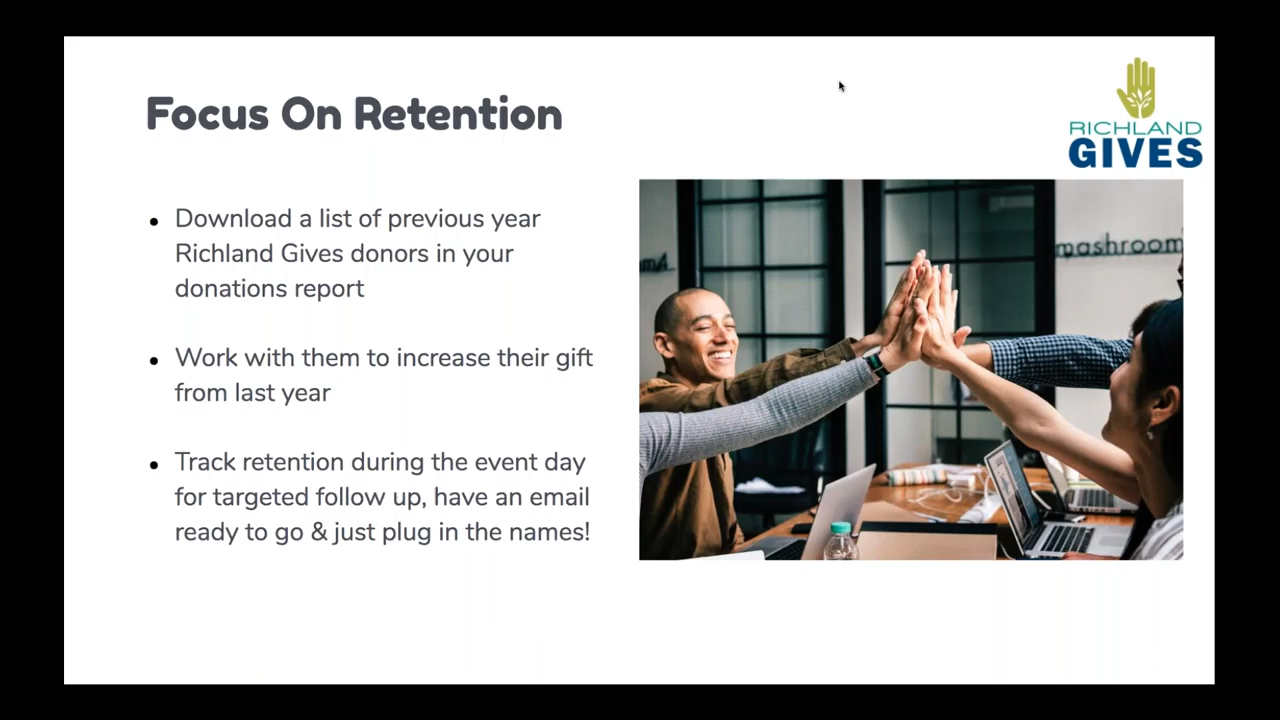 Focus On Retention
RICHLAND
GIVES
• Download a list of previous year
Richland Gives donors in your
donations report
• Work with them to increase their gift
from last year
• Track retention during the event day
for targeted follow up, have an email
ready to go & just plug in the names!
mashroom